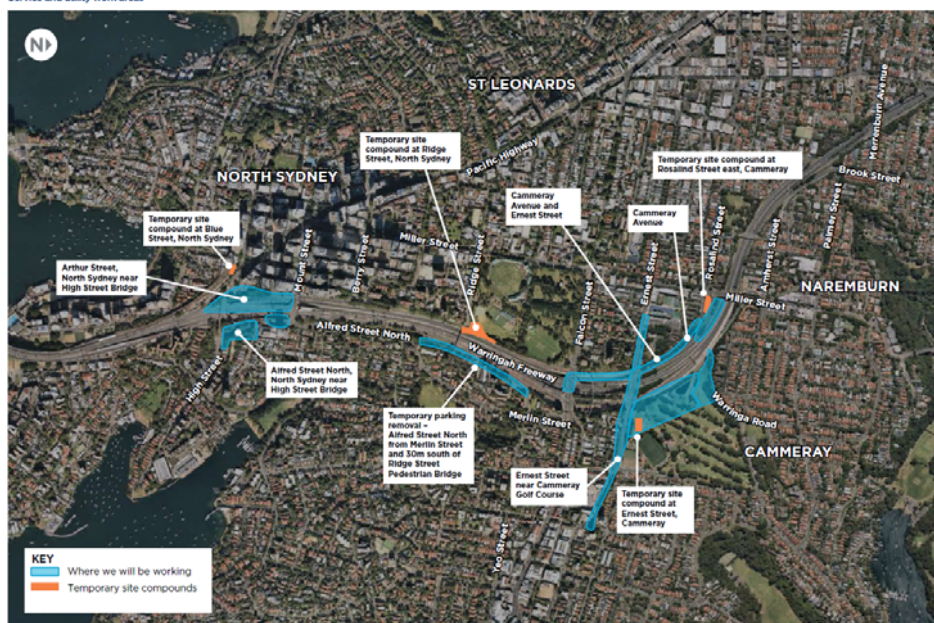 Service and utility work areas
N
ST LEONARDS
Merrenburn Avenue
Temporary site
compound at Ridge
Street, North Sydney
Pacific Highway
Temporary site compound at
Rosalind Street east, Cammeray
Brook Street
NORTH SYDNEY
Cammeray
Avenue and
Ernest Street
Cammeray
Avenue
Palmer Street
Temporary site
compound at Blue
Street, North Sydney
Miller Street
Ridge Street
Berry Street
Mount Street
Ernest Street
Rosalind Street
Amherst Street
Arthur Street,
North Sydney near
High Street Bridge
Falcon Street
Miller Street
NAREMBURN
Alfred Street North
Warringah Freeway
High Street
Alfred Street North,
North Sydney near
High Street Bridge
Temporary parking
removal –
Alfred Street North
from Merlin Street
and 30m south of
Ridge Street
Pedestrian Bridge
Merlin Street
Warringa Road
CAMMERAY
Ernest Street
near Cammeray
Golf Course
Temporary site
compound at
Ernest Street,
Cammeray
Yeo Street
KEY
Where we will be working
Temporary site compounds